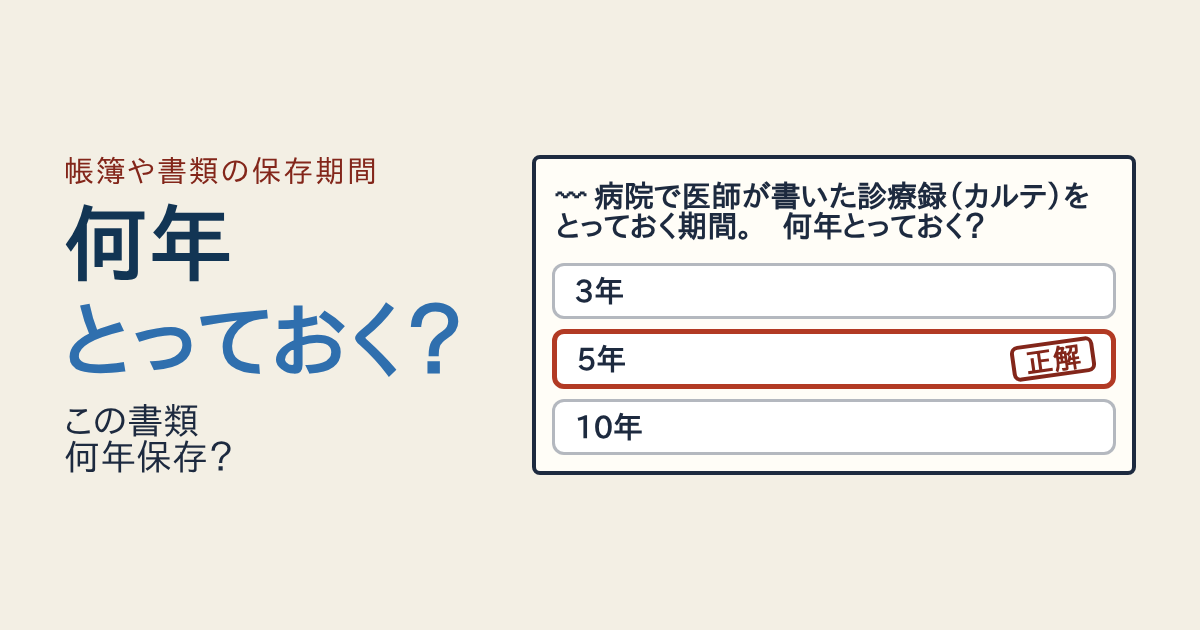 帳簿や書類の保存期間
何年
とっておく？
この書類
何年保存？
〰 病院で医師が書いた診療録（カルテ）を
とっておく期間。　何年とっておく？
3年
5年
正解
10年